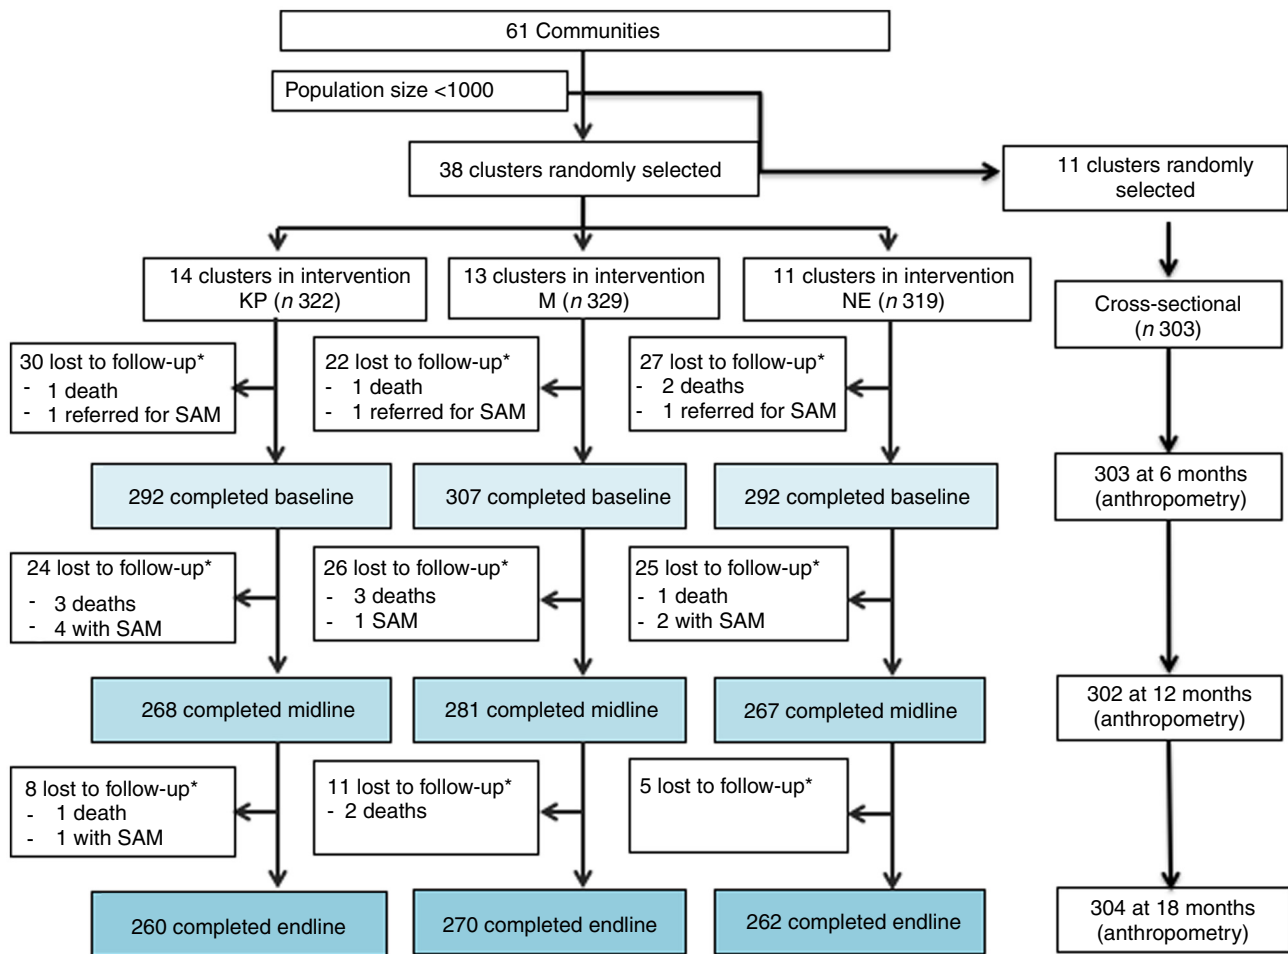 61 Communities
Population size <1000
38 clusters randomly selected
11 clusters randomly
selected
14 clusters in intervention
KP (n 322)
13 clusters in intervention
M (n 329)
11 clusters in intervention
NE (n 319)
Cross-sectional
(n 303)
30 lost to follow-up*
- 1 death
- 1 referred for SAM
22 lost to follow-up*
- 1 death
- 1 referred for SAM
27 lost to follow-up*
- 2 deaths
- 1 referred for SAM
292 completed baseline
307 completed baseline
292 completed baseline
303 at 6 months
(anthropometry)
24 lost to follow-up*
- 3 deaths
- 4 with SAM
26 lost to follow-up*
- 3 deaths
- 1 SAM
25 lost to follow-up*
- 1 death
- 2 with SAM
268 completed midline
281 completed midline
267 completed midline
302 at 12 months
(anthropometry)
8 lost to follow-up*
- 1 death
- 1 with SAM
11 lost to follow-up*
- 2 deaths
5 lost to follow-up*
260 completed endline
270 completed endline
262 completed endline
304 at 18 months
(anthropometry)